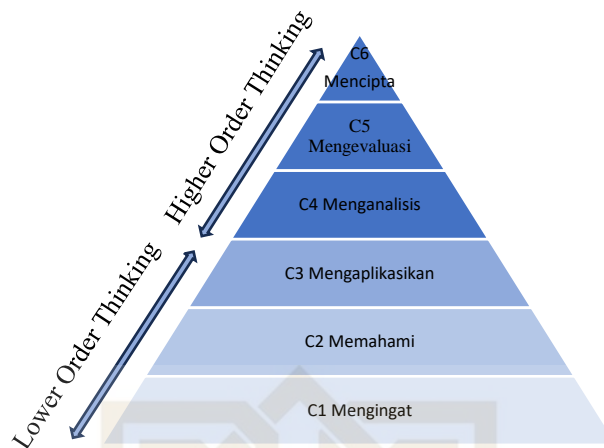 C6
Mencipta
C5
Mengevaluasi
C4 Menganalisis
C3 Mengaplikasikan
C2 Memahami
C1 Mengingat
Higher Order Thinking
Lower Order Thinking